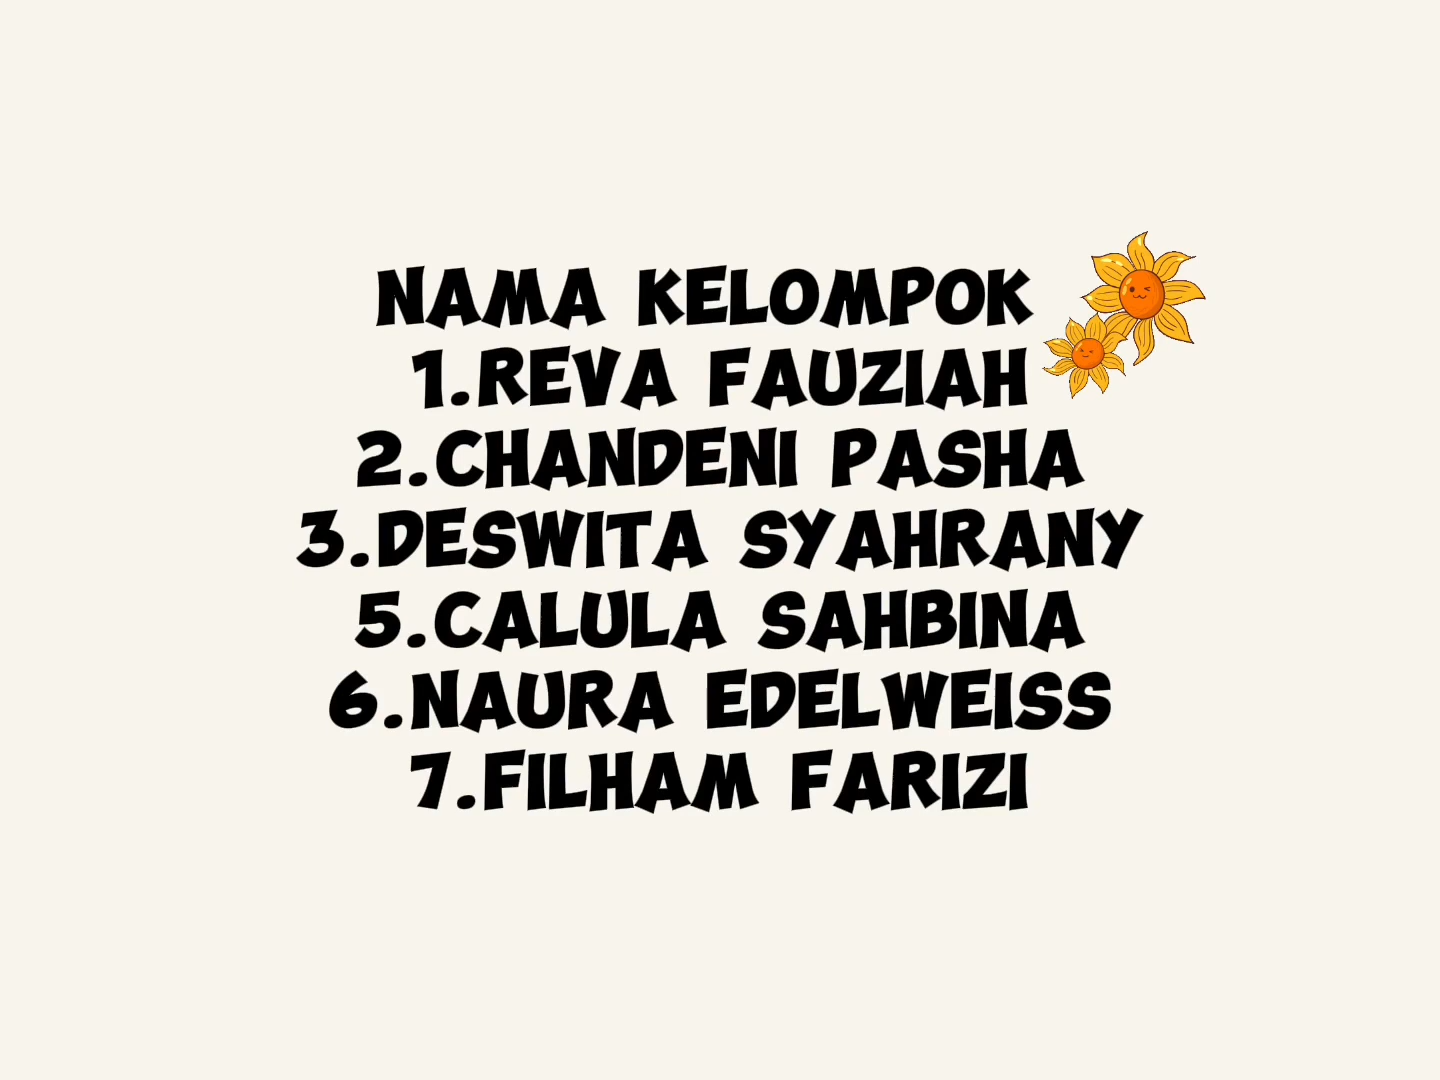 NAMA KELOMPOK
1.REVA FAUZIAH
2.CHANDENI PASHA
3.DESWITA SYAHRANY
5.CALULA SAHBINA
6.NAURA EDELWEISS
7.FILHAM FARIZI